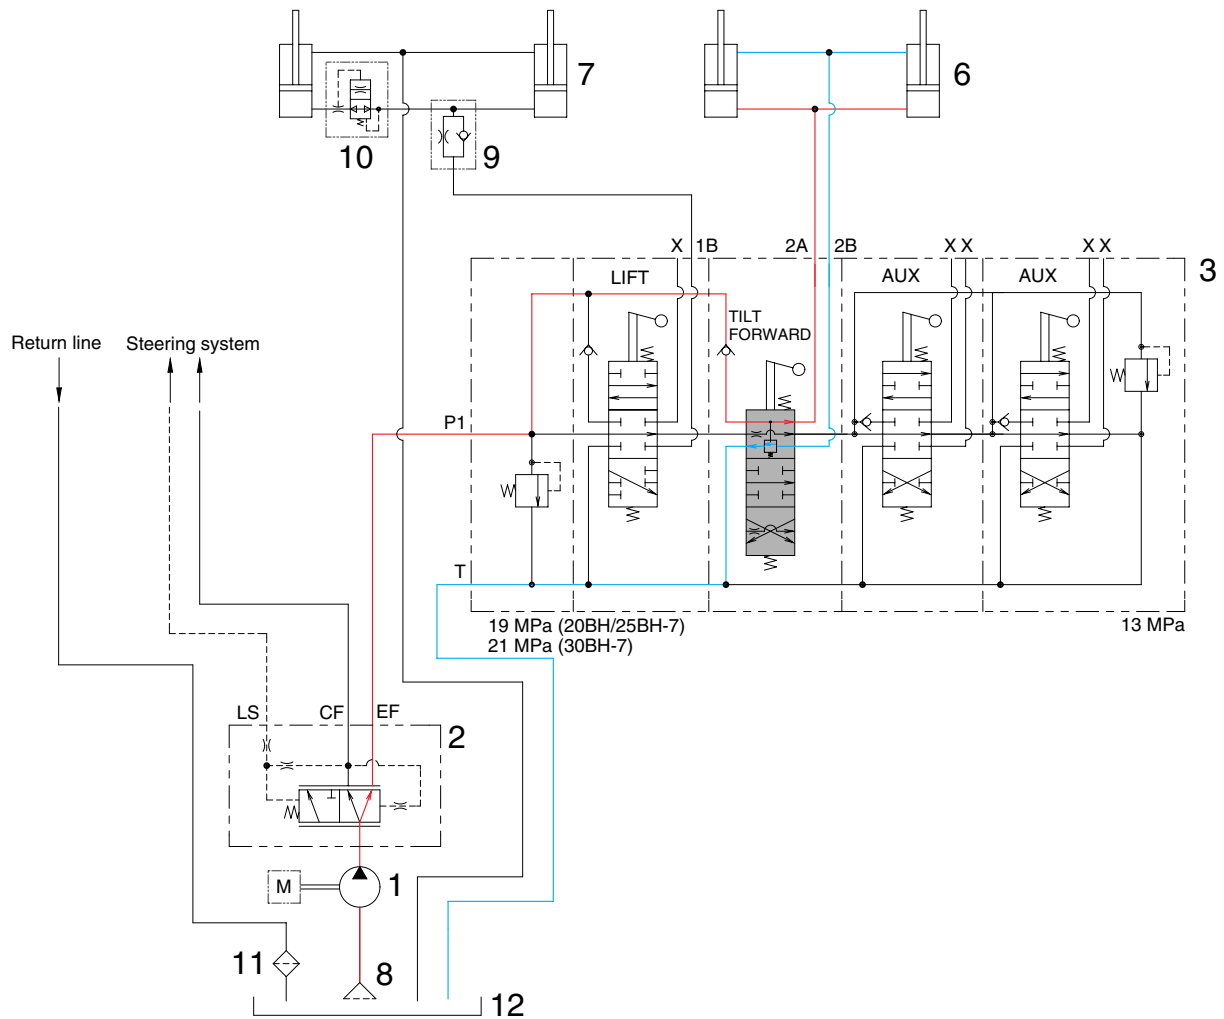 7
6
10
9
X 1B
2A 2B
X X
X X
3
LIFT
AUX
AUX
TILT
FORWARD
Return line
Steering system
P1
T
19 MPa (20BH/25BH-7)
21 MPa (30BH-7)
13 MPa
LS
CF
EF
2
M
1
11
8
12